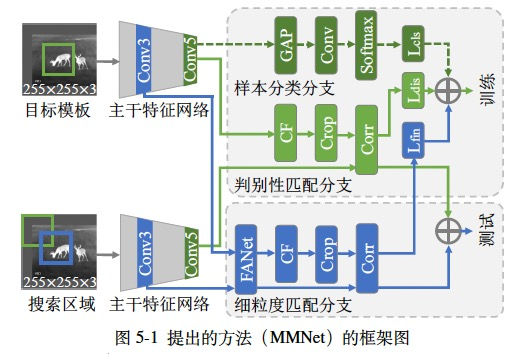 255×255×3
目标模板
Conv3
Conv5
主干特征网络
GAP
Conv
Softmax
Lcls
样本分类分支
CF
Crop
Corr
Ldis
Lfin
判别性匹配分支
训练
255×255×3
搜索区域
Conv3
Conv5
主干特征网络
FANet
CF
Crop
Corr
细粒度匹配分支
测试
图 5-1 提出的方法（MMNet）的框架图